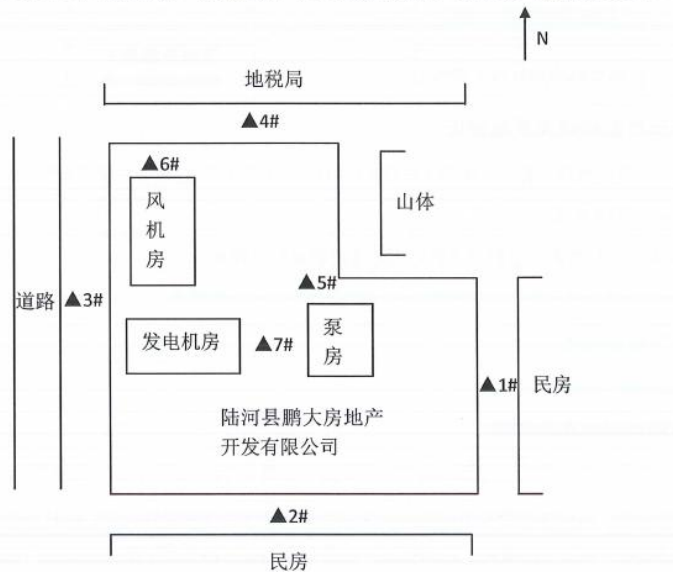 N
地税局
▲4#
▲6#
风
机
房
山体
▲5#
道路
▲3#
发电机房
▲7#
泵
房
▲1#
民房
陆河县鹏大房地产
开发有限公司
▲2#
民房